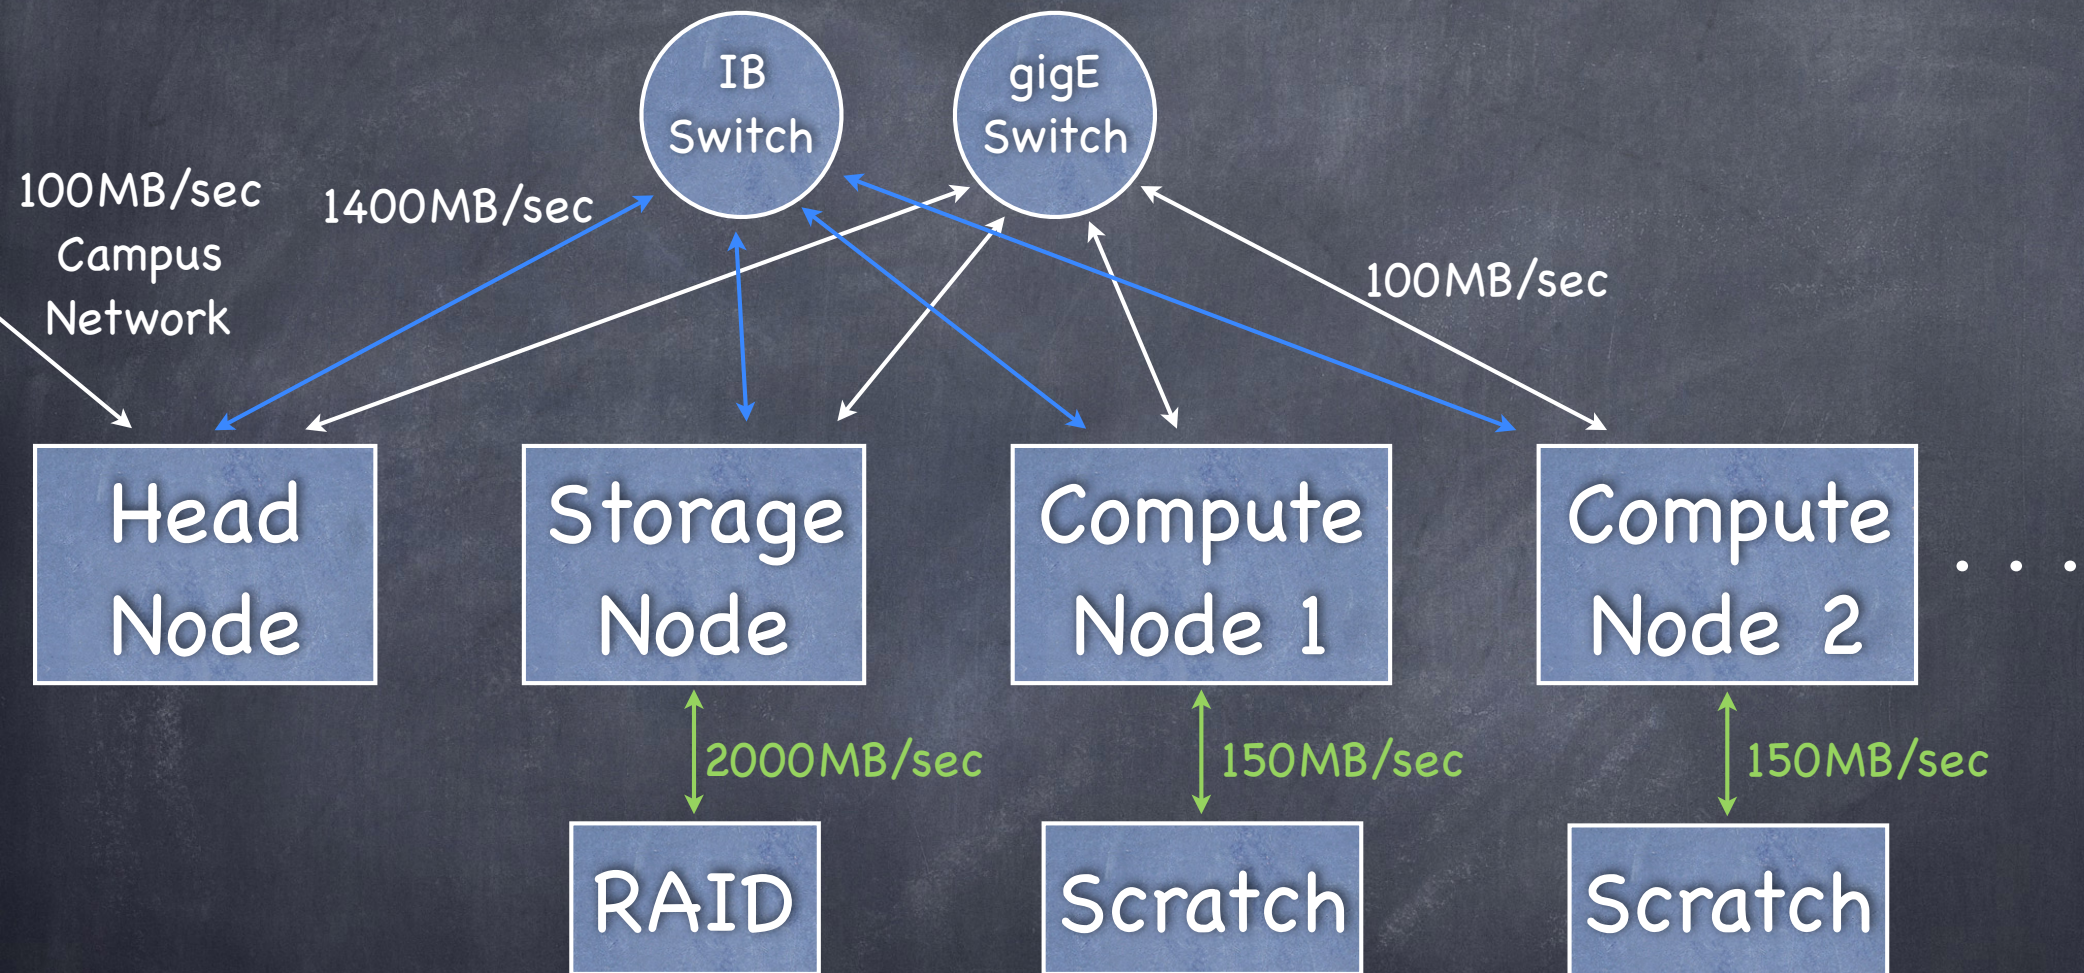 IB
Switch
gigE
Switch
100MB/sec
Campus
Network
1400MB/sec
100MB/sec
Head
Node
Storage
Node
Compute
Node 1
Compute
Node 2
. . .
2000MB/sec
150MB/sec
150MB/sec
RAID
Scratch
Scratch